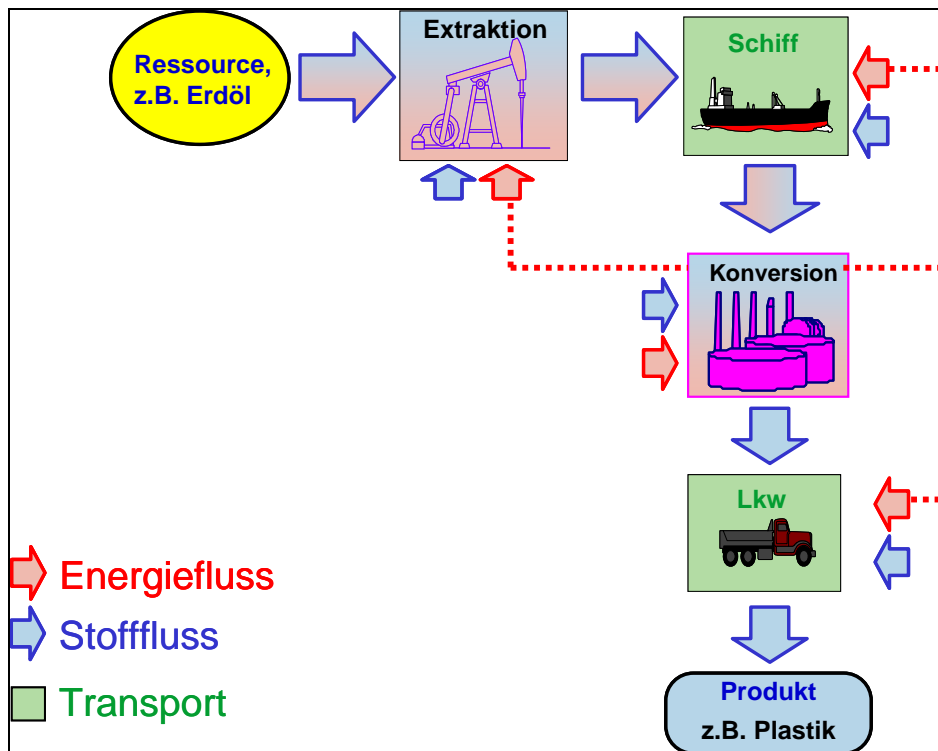 Ressource,
z.B. Erdöl
Extraktion
Schiff
Konversion
Lkw
Produkt
z.B. Plastik
Energiefluss
Stofffluss
Transport